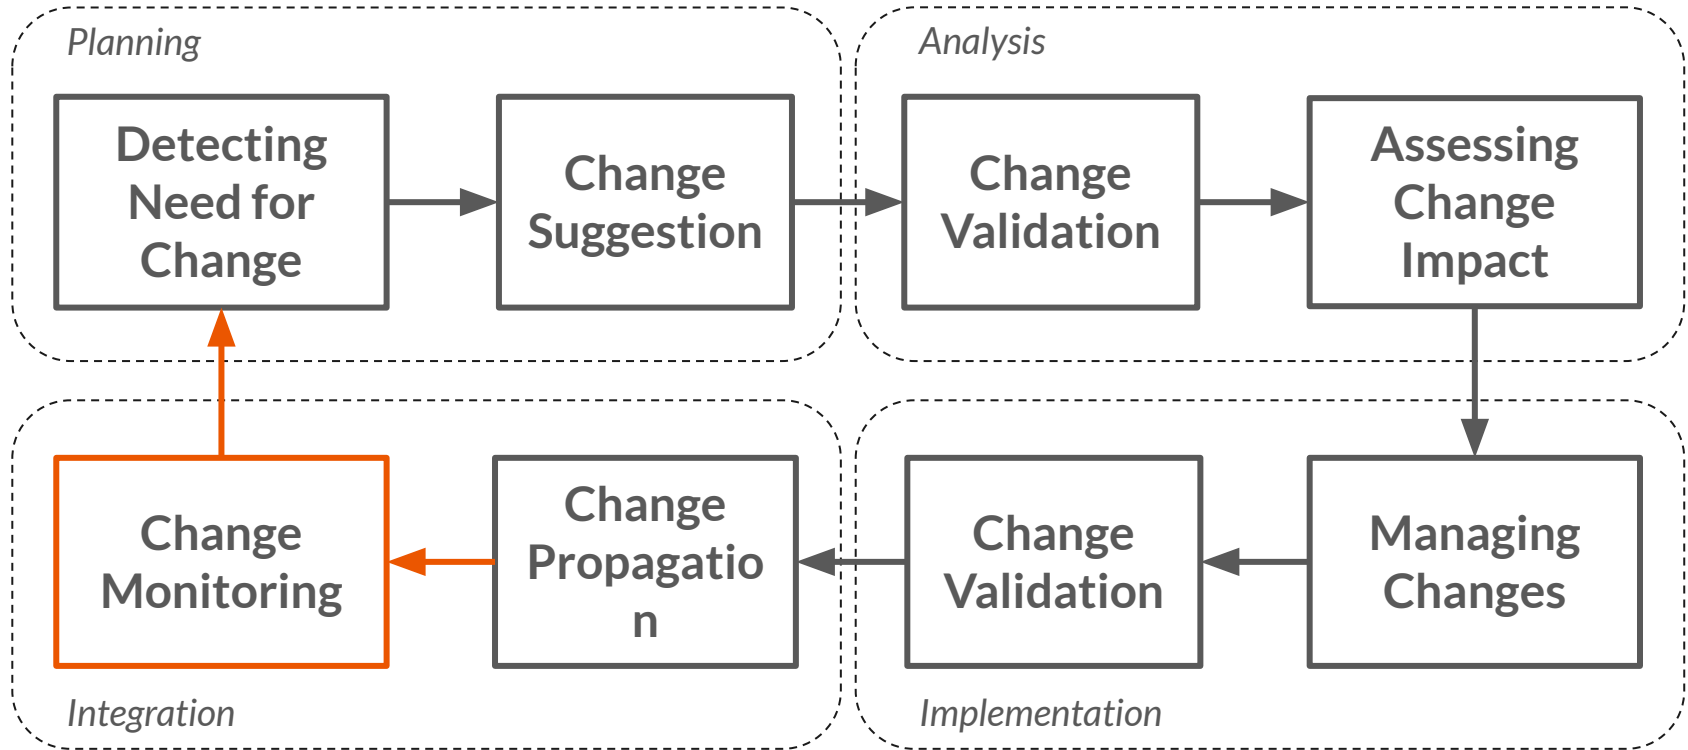 Planning
Detecting
Need for
Change
Change
Suggestion
Analysis
Change
Validation
Assessing
Change
Impact
Change
Monitoring
Change
Propagatio
n
Integration
Change
Validation
Managing
Changes
Implementation